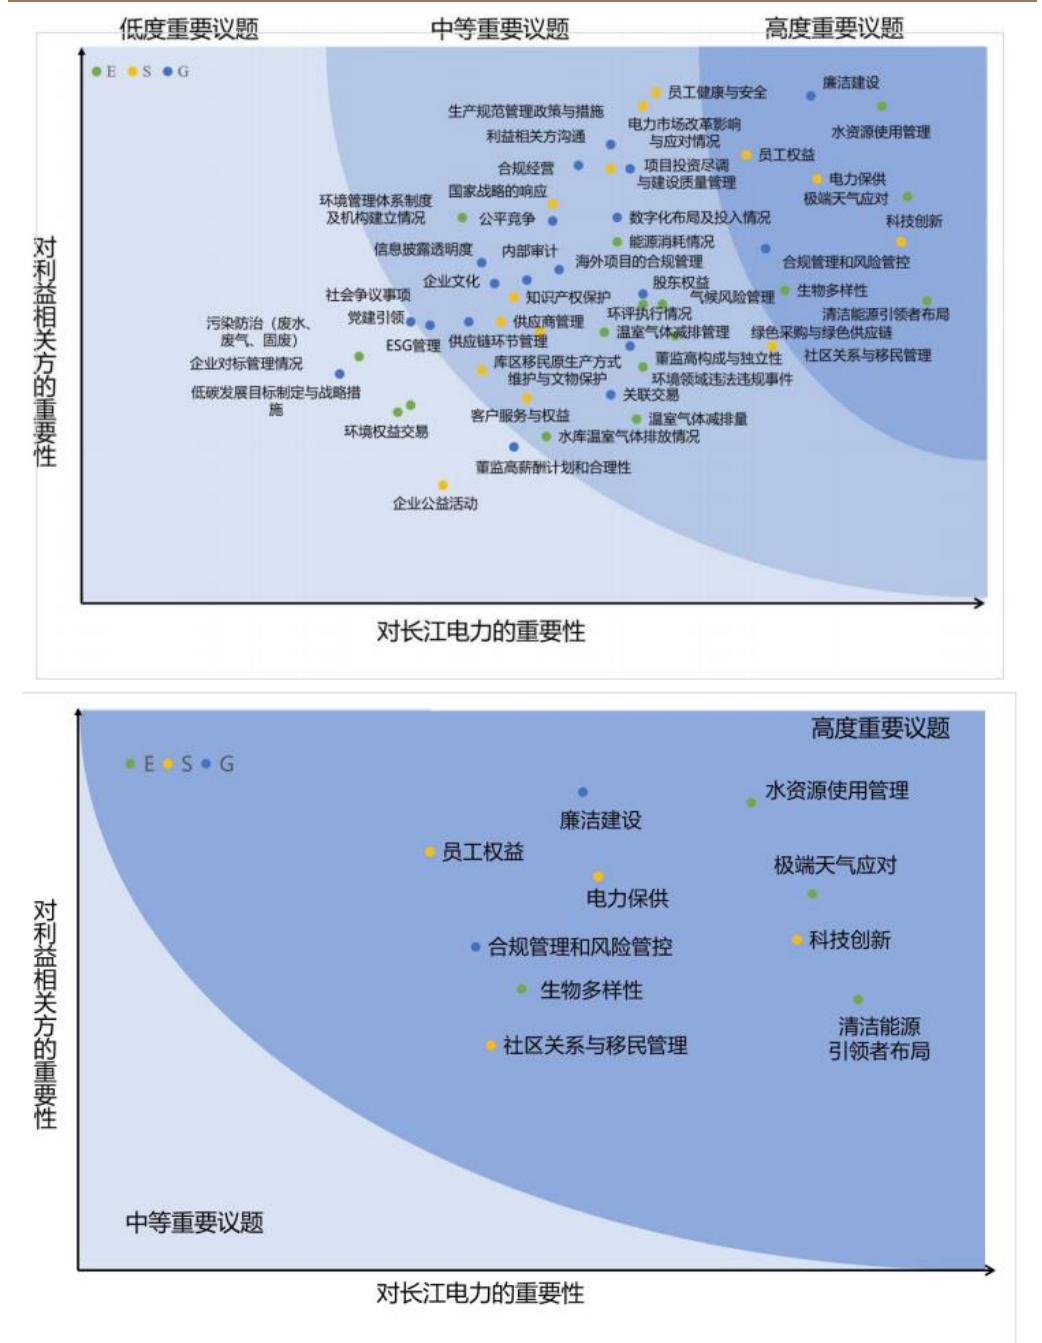 低度重要议题
中等重要议题
高度重要议题
E S G
员工健康与安全
廉洁建设
生产规范管理政策与措施
电力市场改革影响
与应对情况
水资源使用管理
利益相关方沟通
员工权益
合规经营
项目投资尽调
与建设质量管理
电力保供
国家战略的响应
极端天气应对
环境管理体系制度
及机构建立情况
公平竞争
数字化布局及投入情况
科技创新
能源消耗情况
信息披露透明度
内部审计
海外项目的合规管理
合规管理和风险管控
企业文化
股东权益
生物多样性
社会争议事项
知识产权保护
气候风险管理
环评执行情况
清洁能源引领者布局
党建引领
供应商管理
污染防治（废水、
废气、固废）
温室气体减排管理
绿色采购与绿色供应链
ESG管理
供应链环节管理
董监高构成与独立性
社区关系与移民管理
企业对标管理情况
库区移民原生产方式
维护与文物保护
环境领域违法违规事件
低碳发展目标制定与战略措
施
关联交易
客户服务与权益
温室气体减排量
环境权益交易
水库温室气体排放情况
董监高薪酬计划和合理性
企业公益活动
对利益相关方的重要性
对长江电力的重要性
高度重要议题
E S G
水资源使用管理
廉洁建设
员工权益
极端天气应对
电力保供
科技创新
合规管理和风险管控
生物多样性
清洁能源
引领者布局
社区关系与移民管理
对利益相关方的重要性
中等重要议题
对长江电力的重要性